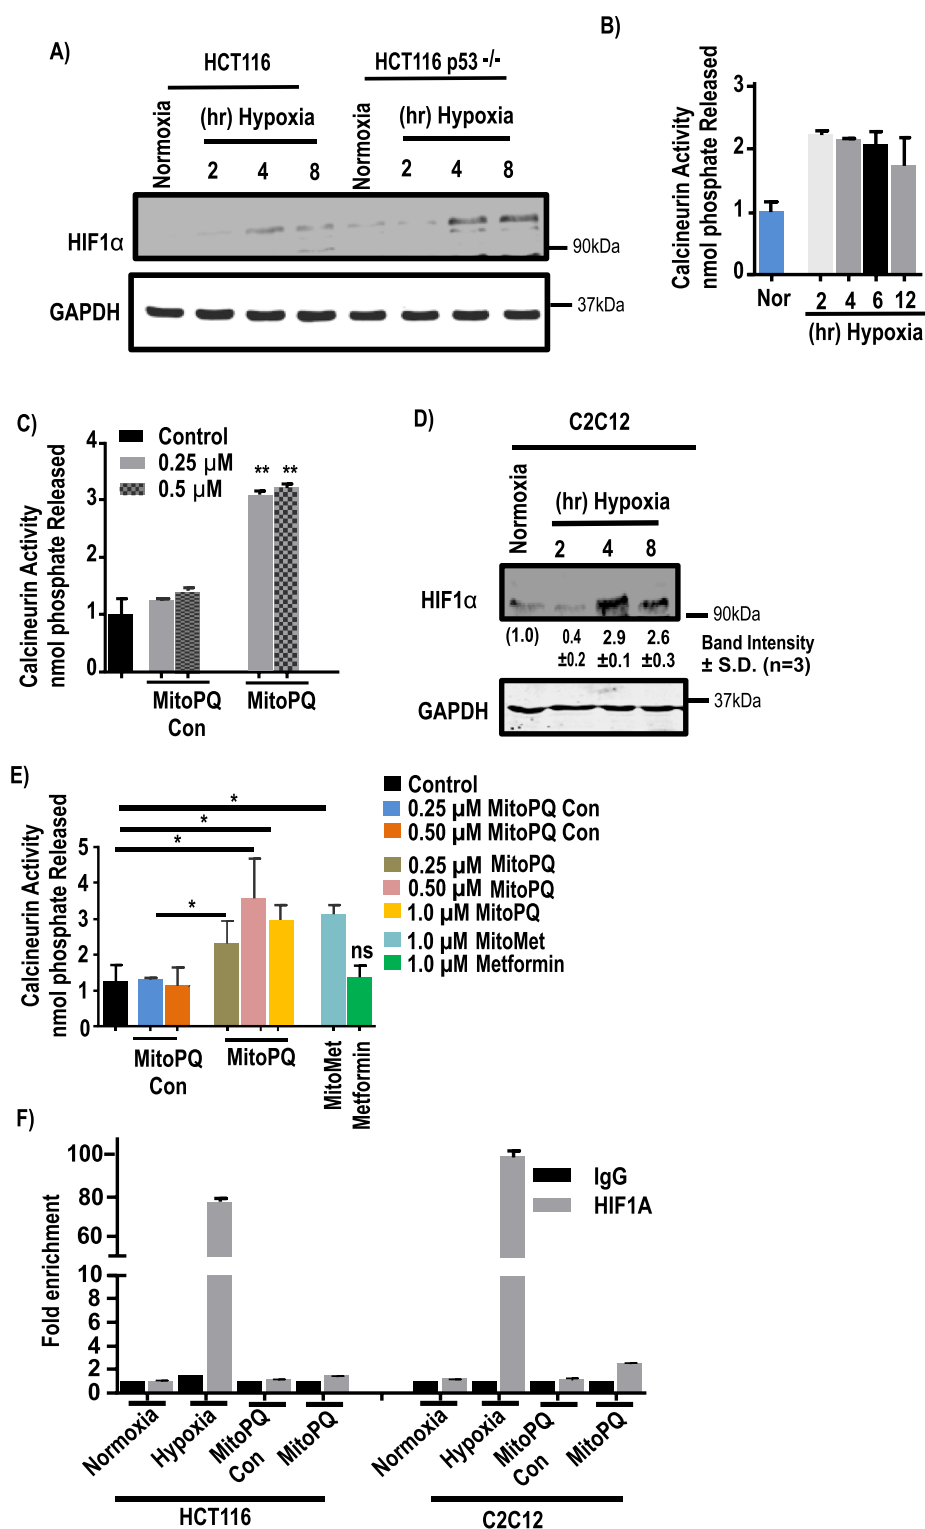 A)
HCT116
HCT116 p53 -/-
Normoxia
(hr) Hypoxia
2 4 8
Normoxia
(hr) Hypoxia
2 4 8
HIF1α
90kDa
GAPDH
37kDa
B)
Calcineurin Activity
nmol phosphate Released
3
2
1
0
Nor
2 4 6 12
(hr) Hypoxia
C)
Calcineurin Activity
nmol phosphate Released
4
3
2
1
0
Control
0.25 µM
0.5 µM
** **
MitoPQ
Con
MitoPQ
D)
C2C12
Normoxia
(hr) Hypoxia
2 4 8
HIF1α
90kDa
(1.0) 0.4 2.9 2.6 Band Intensity
±0.2 ±0.1 ±0.3 ± S.D. (n=3)
GAPDH
37kDa
E)
Calcineurin Activity
nmol phosphate Released
5
4
3
2
1
0
*
*
*
*
ns
MitoPQ
Con
MitoPQ
MitoMet
Metformin
Control
0.25 µM MitoPQ Con
0.50 µM MitoPQ Con
0.25 µM MitoPQ
0.50 µM MitoPQ
1.0 µM MitoPQ
1.0 µM MitoMet
1.0 µM Metformin
F)
Fold enrichment
100
80
60
10
8
6
4
2
0
IgG
HIF1A
Normoxia
Hypoxia
MitoPQ
Con
MitoPQ
Normoxia
Hypoxia
MitoPQ
Con
MitoPQ
HCT116
C2C12